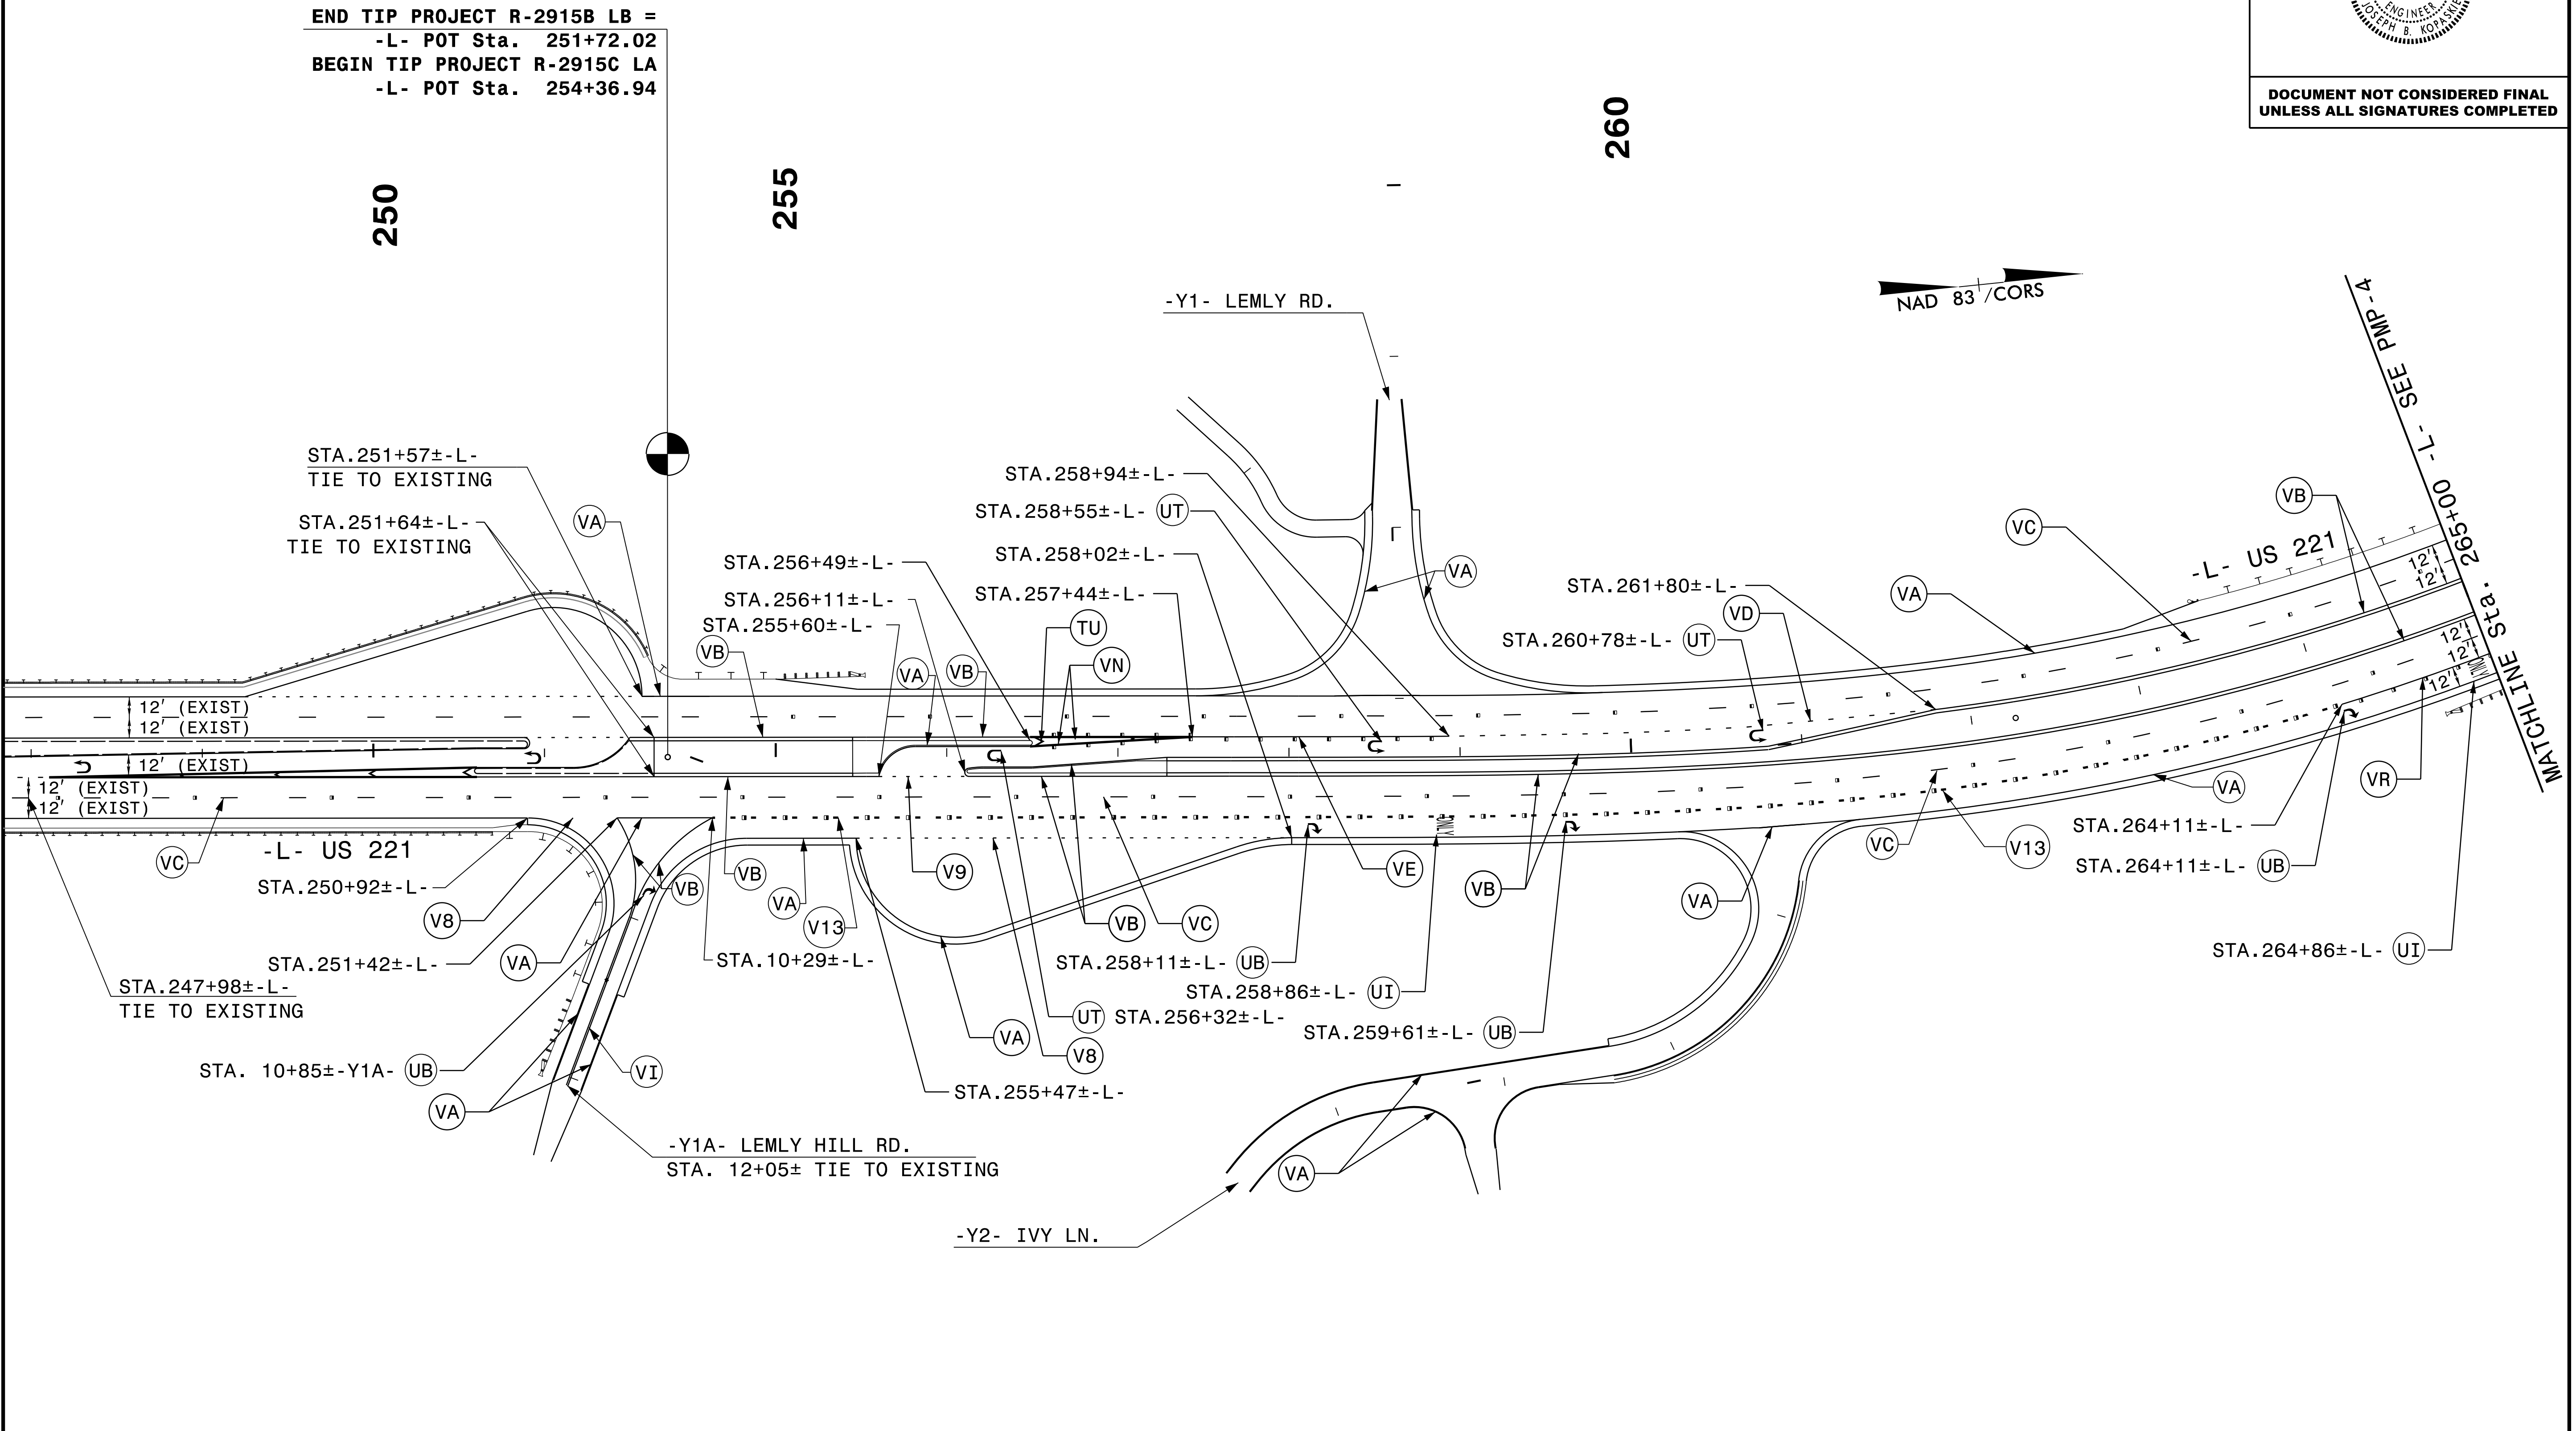 END TIP PROJECT R-2915B LB =
-L- POT Sta. 251+72.02
BEGIN TIP PROJECT R-2915C LA
-L- POT Sta. 254+36.94
ENGINEER
JOSEPH B. KOPASKIE
DOCUMENT NOT CONSIDERED FINAL
UNLESS ALL SIGNATURES COMPLETED
250
255
260
NAD 83 /CORS
-Y1- LEMLY RD.
MATCHLINE Sta. 265+00 -L- SEE PMP-4
STA.251+57±-L-
TIE TO EXISTING
STA.251+64±-L-
TIE TO EXISTING
VA
STA.258+94±-L-
STA.258+55±-L- UT
STA.258+02±-L-
STA.257+44±-L-
STA.256+49±-L-
STA.256+11±-L-
STA.255+60±-L-
TU
VN
VB
VA
VB
VA
STA.261+80±-L-
VD
STA.260+78±-L- UT
VA
VC
VB
-L- US 221
12'
12'
12'
12'
12'
ONLY
12' (EXIST)
12' (EXIST)
12' (EXIST)
12' (EXIST)
12' (EXIST)
-L- US 221
VC
STA.250+92±-L-
V8
STA.251+42±-L-
VA
STA.247+98±-L-
TIE TO EXISTING
STA. 10+85±-Y1A- UB
VA
VI
VB
VB
VA
V13
STA.10+29±-L-
V9
VB
VC
VE
ONLY
VB
VA
STA.258+11±-L- UB
STA.258+86±-L- UI
UT STA.256+32±-L-
STA.259+61±-L- UB
VA
V8
STA.255+47±-L-
VC
V13
VA
VR
STA.264+11±-L-
STA.264+11±-L- UB
STA.264+86±-L- UI
-Y1A- LEMLY HILL RD.
STA. 12+05± TIE TO EXISTING
VA
-Y2- IVY LN.